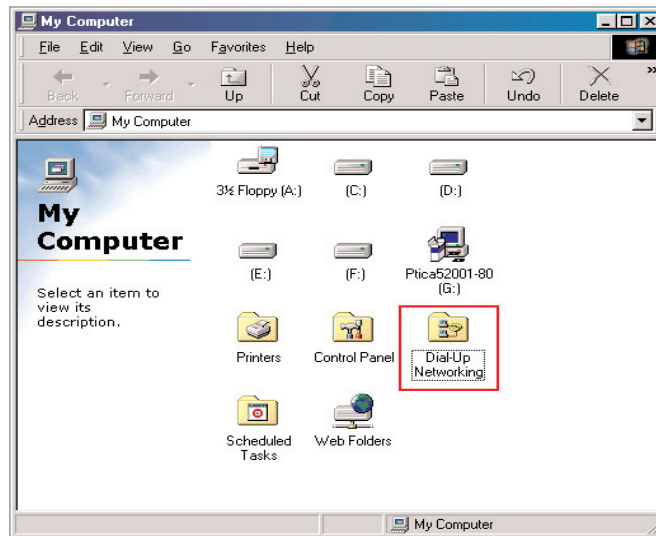 My Computer
File Edit View Go Favorites Help
Back Forward Up Cut Copy Paste Undo Delete »
Address My Computer
My
Computer
Select an item to
view its
description.
3½ Floppy (A:) (C:) (D:)
(E:) (F:) Ptica52001-80
(G:)
Printers Control Panel Dial-Up
Networking
Scheduled
Tasks
Web Folders
My Computer